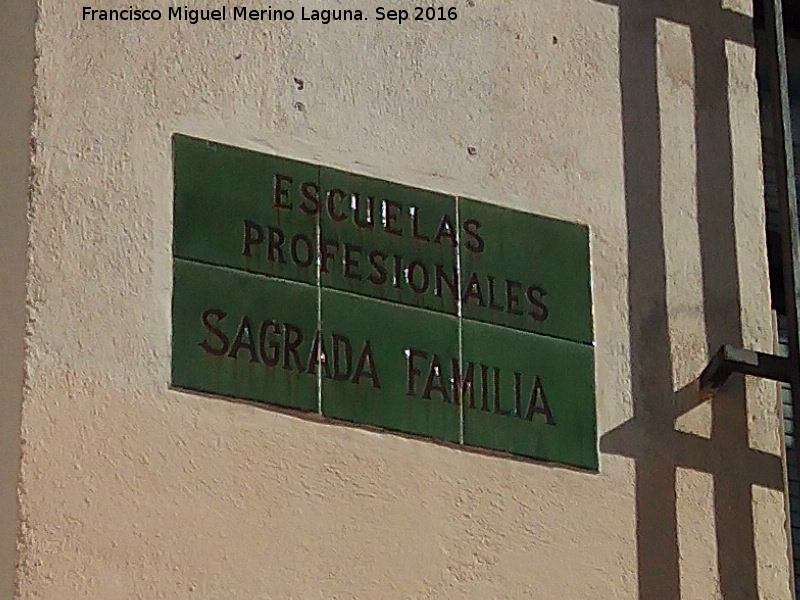 Francisco Miguel Merino Laguna. Sep 2016
ESCUELAS
PROFESIONALES
SAGRADA FAMILIA